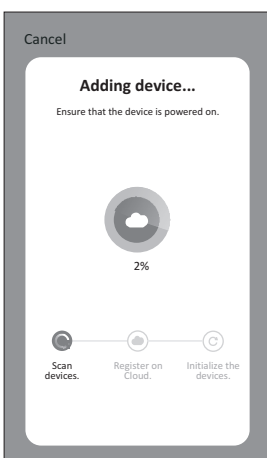 Cancel
Adding device...
Ensure that the device is powered on.
2%
Scan
devices.
Register on
Cloud.
Initialize the
devices.